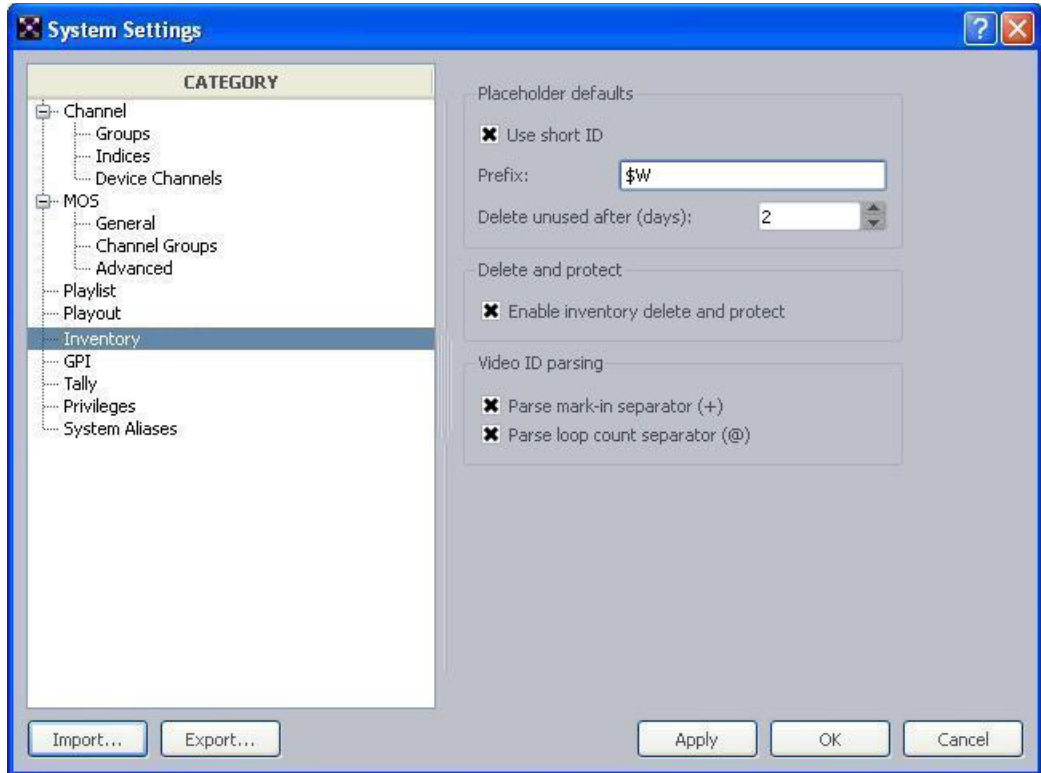 System Settings
CATEGORY
Channel
Groups
Indices
Device Channels
MOS
General
Channel Groups
Advanced
Playlist
Playout
Inventory
GPI
Tally
Privileges
System Aliases
Placeholder defaults
Use short ID
Prefix: $W
Delete unused after (days): 2
Delete and protect
Enable inventory delete and protect
Video ID parsing
Parse mark-in separator (+)
Parse loop count separator (@)
Import... Export... Apply OK Cancel